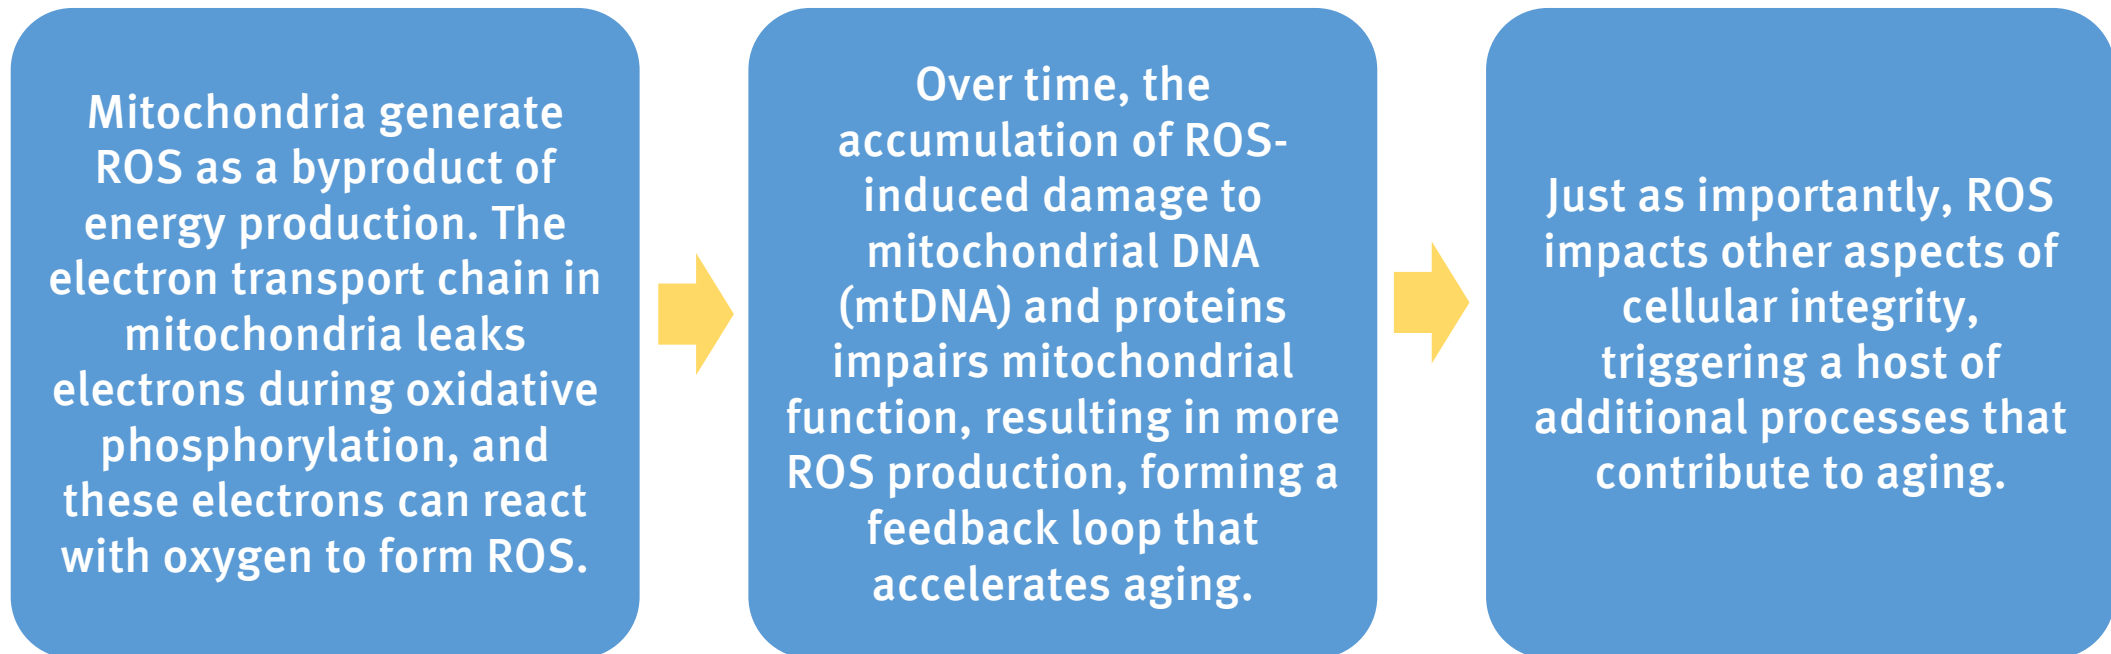 Mitochondria generate
ROS as a byproduct of
energy production. The
electron transport chain in
mitochondria leaks
electrons during oxidative
phosphorylation, and
these electrons can react
with oxygen to form ROS.
Over time, the
accumulation of ROS-
induced damage to
mitochondrial DNA
(mtDNA) and proteins
impairs mitochondrial
function, resulting in more
ROS production, forming a
feedback loop that
accelerates aging.
Just as importantly, ROS
impacts other aspects of
cellular integrity,
triggering a host of
additional processes that
contribute to aging.